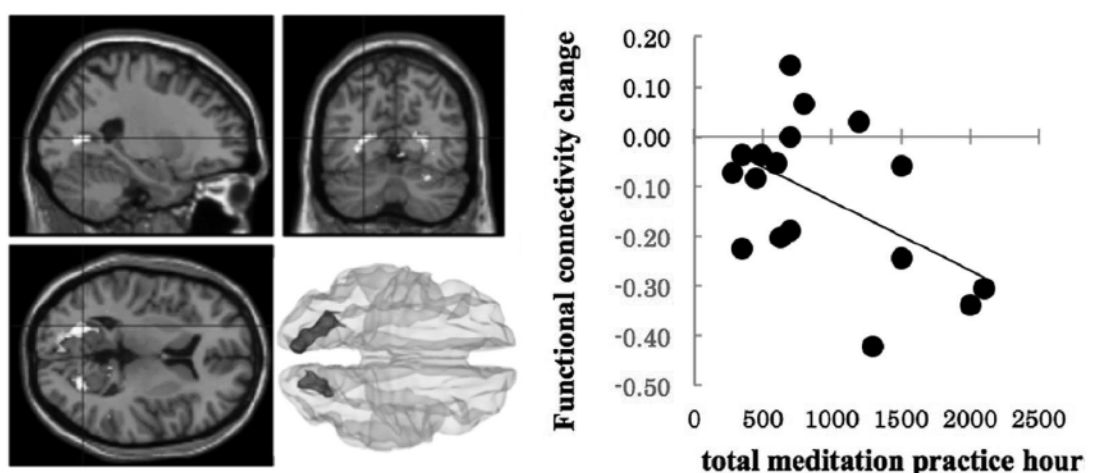 Functional connectivity change
0.20
0.10
0.00
-0.10
-0.20
-0.30
-0.40
-0.50
0 500 1000 1500 2000 2500
total meditation practice hour